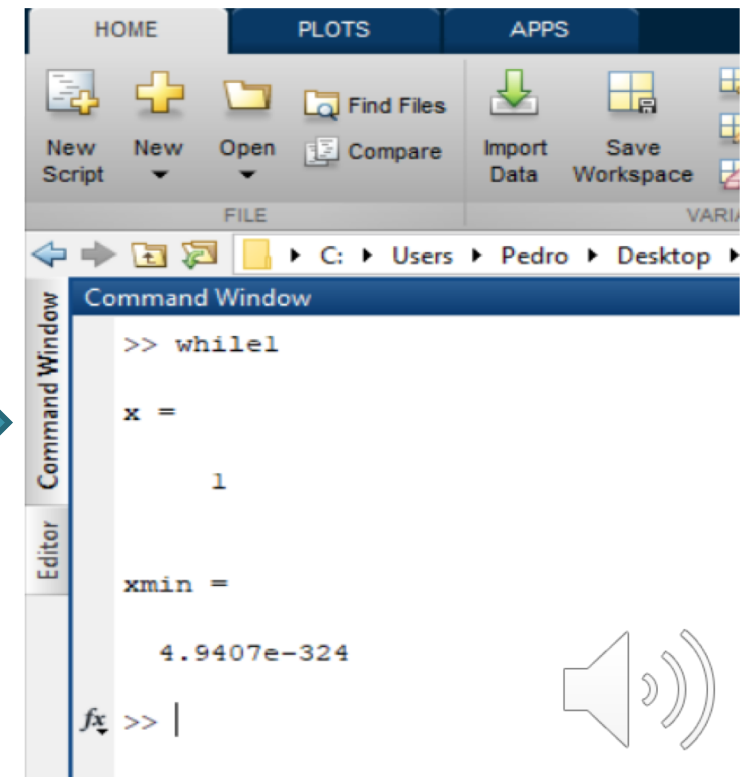 HOME PLOTS APPS
Find Files
Compare
New Script
New
Open
Import Data
Save Workspace
FILE
C: Users Pedro Desktop
Command Window
Editor
Command Window
>> while1
x =
1
xmin =
4.9407e-324
fx >>